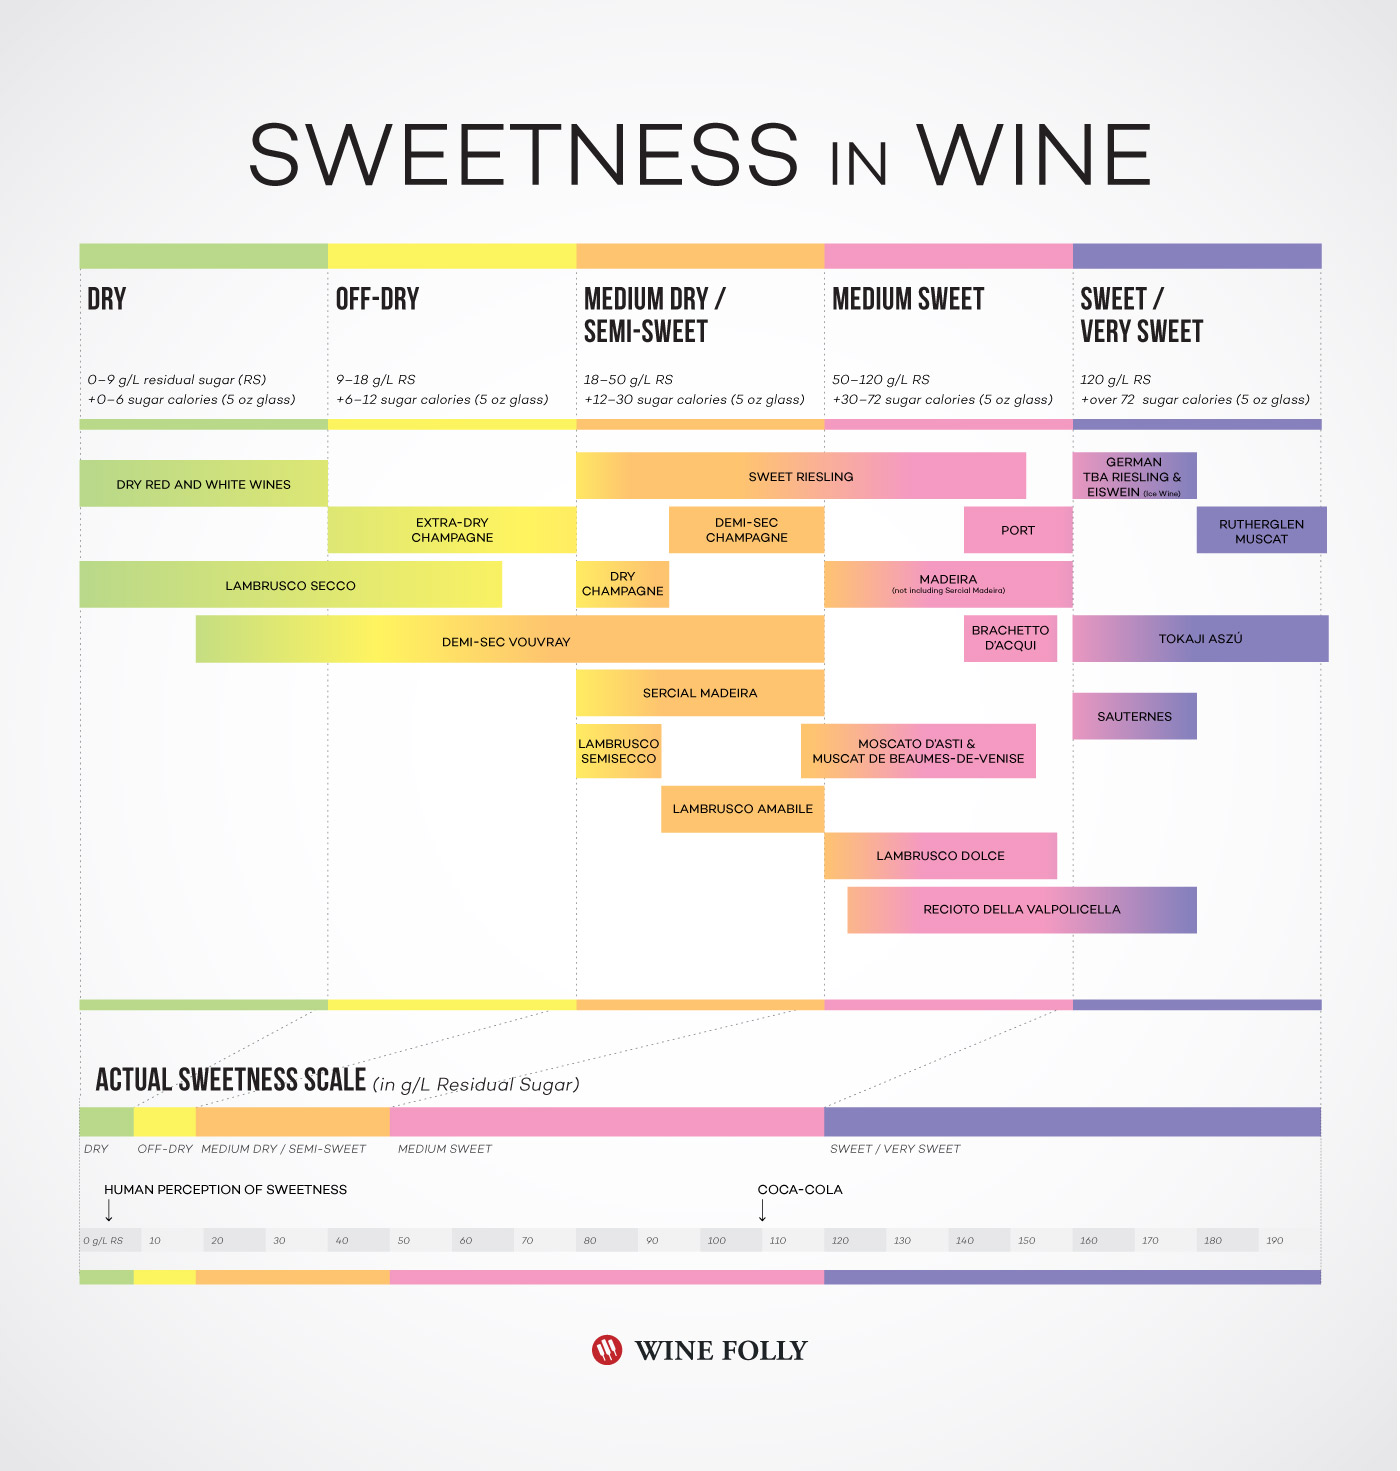 SWEETNESS IN WINE
DRY
0–9 g/L residual sugar (RS)
+0–6 sugar calories (5 oz glass)
OFF-DRY
9–18 g/L RS
+6–12 sugar calories (5 oz glass)
MEDIUM DRY /
SEMI-SWEET
18–50 g/L RS
+12–30 sugar calories (5 oz glass)
MEDIUM SWEET
50–120 g/L RS
+30–72 sugar calories (5 oz glass)
SWEET /
VERY SWEET
120 g/L RS
+over 72 sugar calories (5 oz glass)
DRY RED AND WHITE WINES
SWEET RIESLING
GERMAN
TBA RIESLING &
EISWEIN (Ice Wine)
EXTRA-DRY
CHAMPAGNE
DEMI-SEC
CHAMPAGNE
PORT
RUTHERGLEN
MUSCAT
LAMBRUSCO SECCO
DRY
CHAMPAGNE
MADEIRA
(not including Sercial Madeira)
DEMI-SEC VOUVRAY
BRACHETTO
D'ACQUI
TOKAJI ASZÚ
SERCIAL MADEIRA
SAUTERNES
LAMBRUSCO
SEMISECCO
MOSCATO D'ASTI &
MUSCAT DE BEAUMES-DE-VENISE
LAMBRUSCO AMABILE
LAMBRUSCO DOLCE
RECIOTO DELLA VALPOLICELLA
ACTUAL SWEETNESS SCALE (in g/L Residual Sugar)
DRY OFF-DRY MEDIUM DRY / SEMI-SWEET MEDIUM SWEET SWEET / VERY SWEET
HUMAN PERCEPTION OF SWEETNESS COCA-COLA
0 g/L RS 10 20 30 40 50 60 70 80 90 100 110 120 130 140 150 160 170 180 190
WINE FOLLY